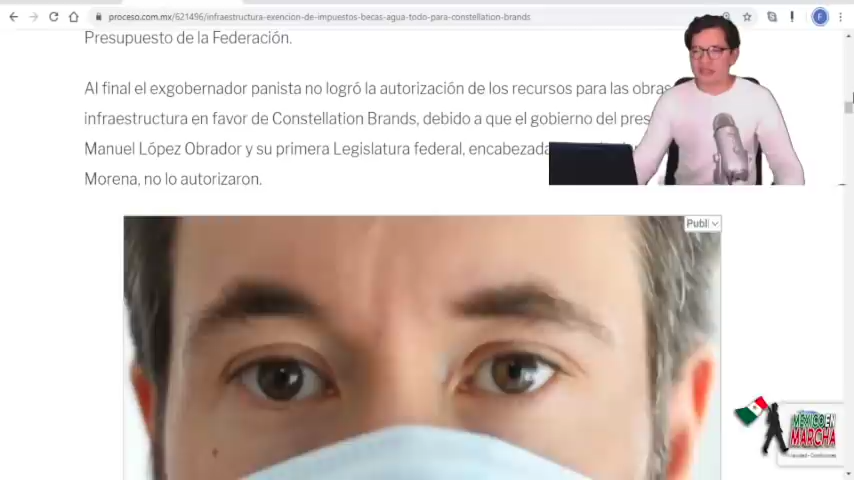 proceso.com.mx/621496/infraestructura-exencion-de-impuestos-becas-agua-todo-para-constellation-brands
Presupuesto de la Federación.
Al final el exgobernador panista no logró la autorización de los recursos para las obras
infraestructura en favor de Constellation Brands, debido a que el gobierno del pres
Manuel López Obrador y su primera Legislatura federal, encabezada
Morena, no lo autorizaron.
Publi
F
MÉXICO EN
MARCHA